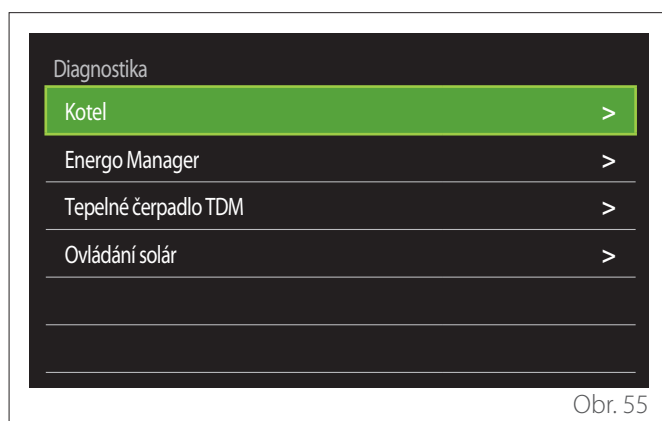 Diagnostika
Kotel >
Energo Manager >
Tepelné čerpadlo TDM >
Ovládání solár >
Obr. 55